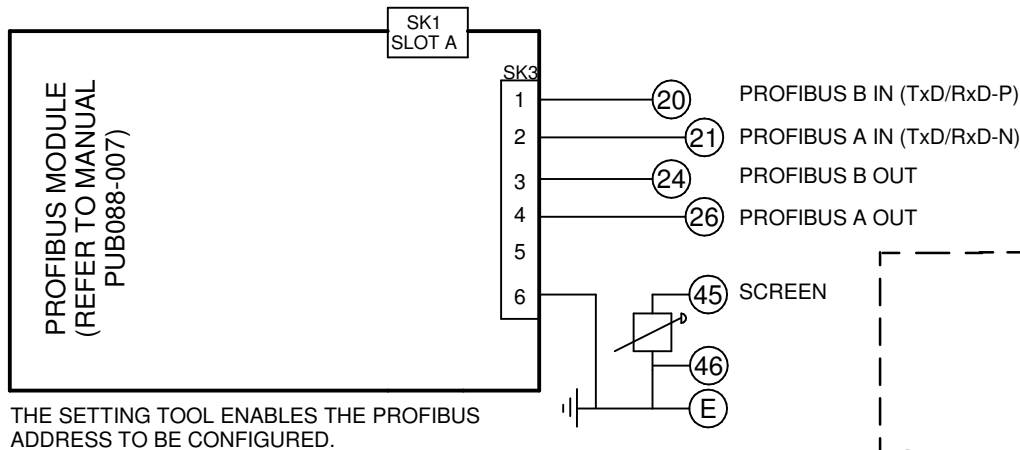 SK1
SLOT A
PROFIBUS MODULE
(REFER TO MANUAL
PUB088-007)
SK3
1
20
PROFIBUS B IN (TxD/RxD-P)
2
21
PROFIBUS A IN (TxD/RxD-N)
3
24
PROFIBUS B OUT
4
26
PROFIBUS A OUT
5
6
45
SCREEN
46
E
THE SETTING TOOL ENABLES THE PROFIBUS
ADDRESS TO BE CONFIGURED.